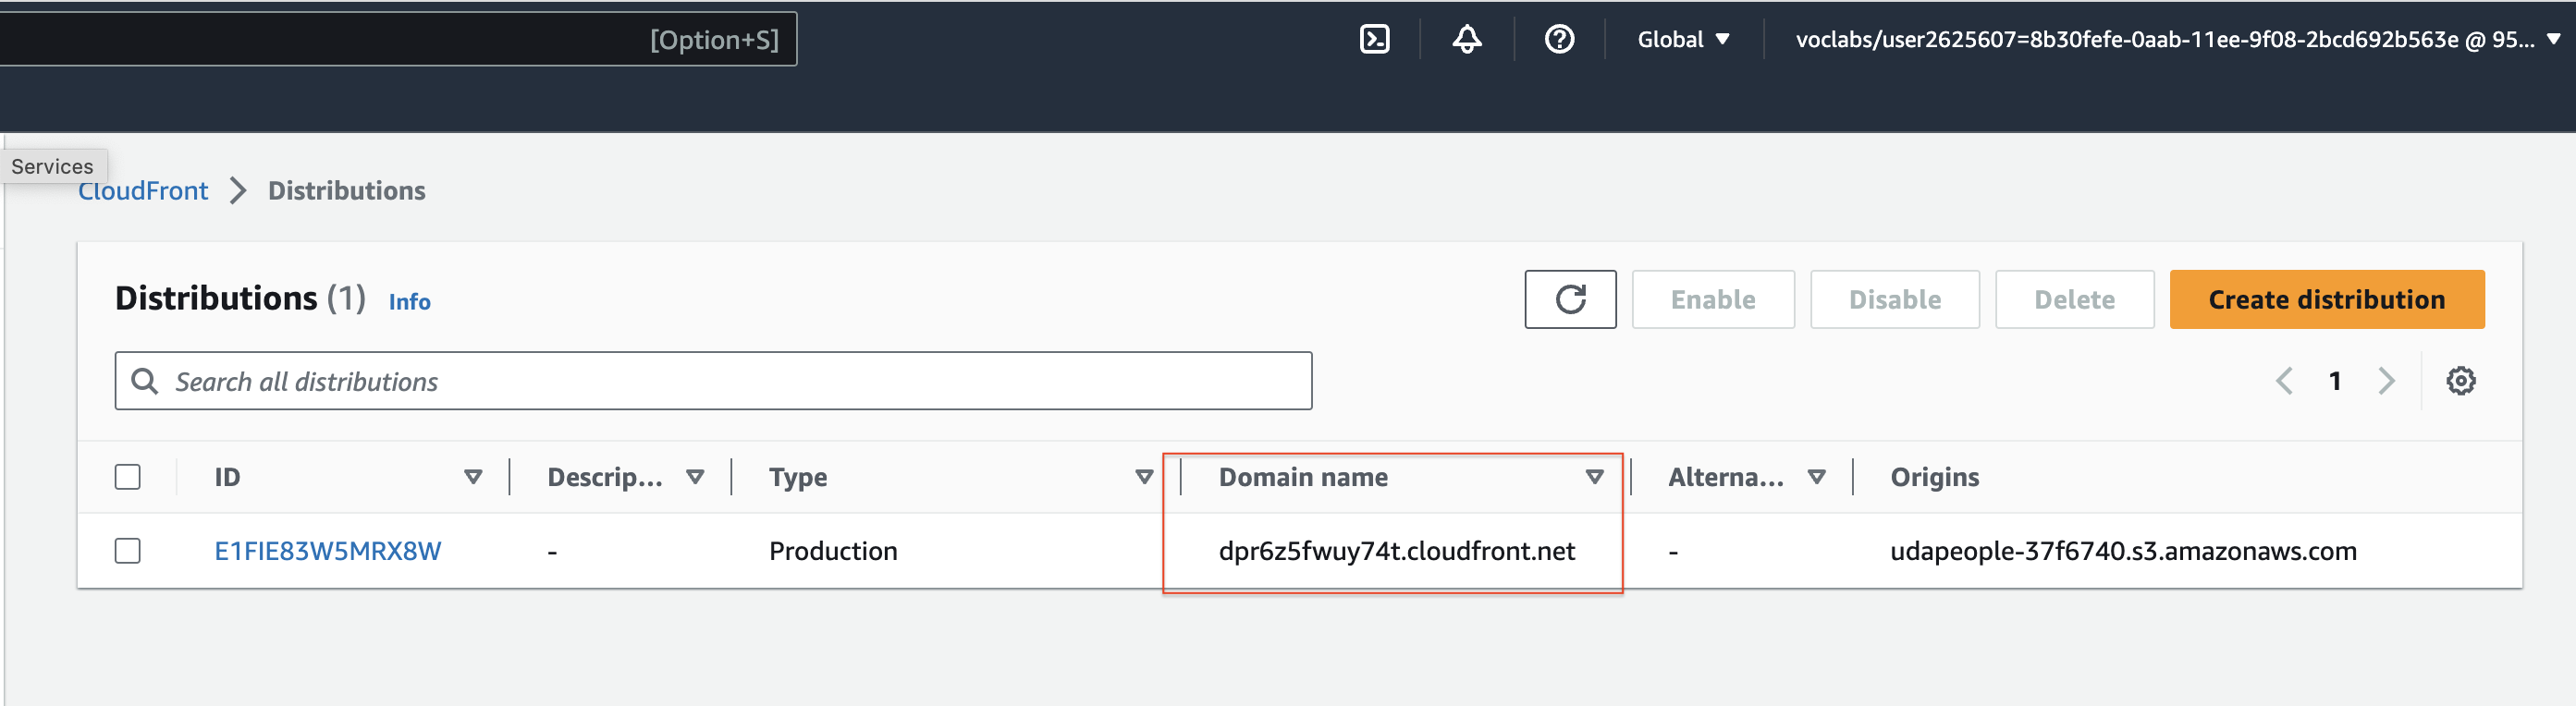 [Option+S]
Global
voclabs/user2625607=8b30fefe-0aab-11ee-9f08-2bcd692b563e @ 95...
Services
CloudFront
Distributions
Distributions (1) Info
Enable
Disable
Delete
Create distribution
Search all distributions
1
ID
Descrip...
Type
Domain name
Alterna...
Origins
E1FIE83W5MRX8W
-
Production
dpr6z5fwuy74t.cloudfront.net
-
udapeople-37f6740.s3.amazonaws.com